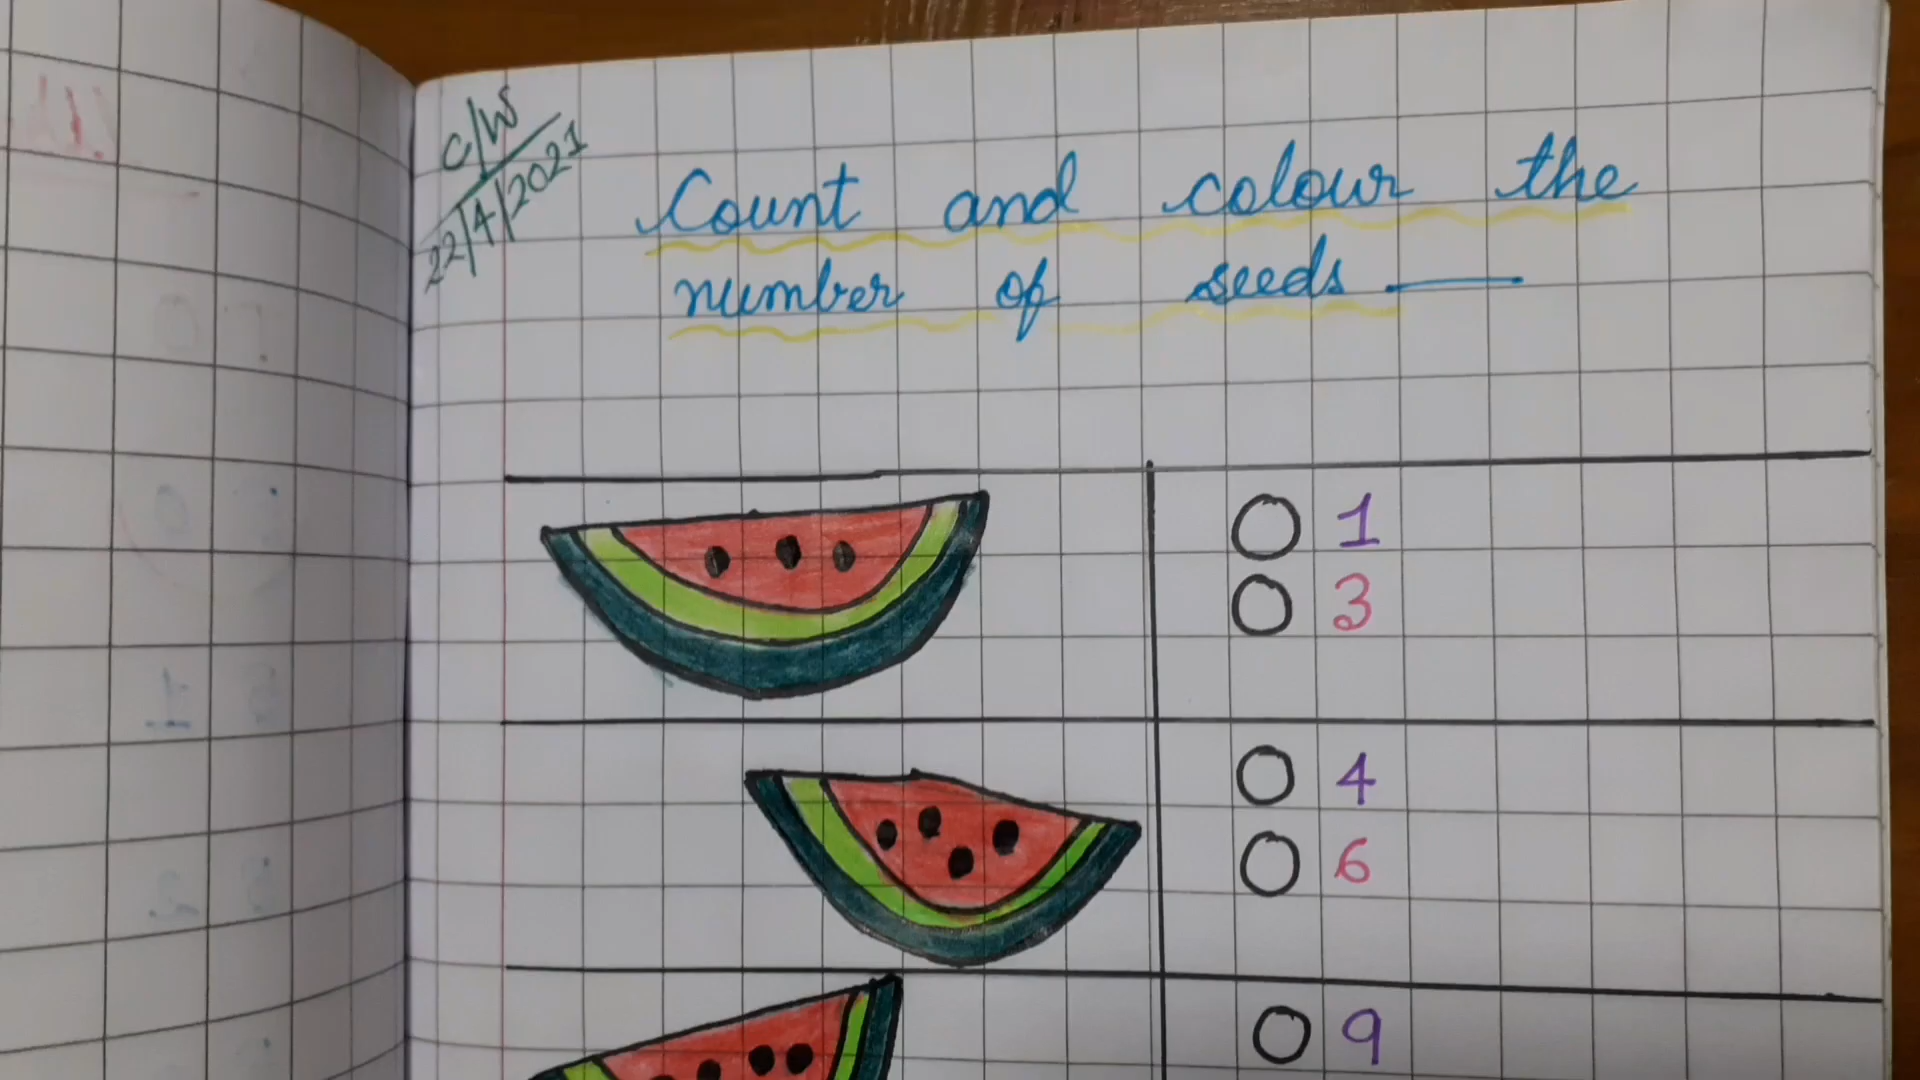 C/W
22/4/2021
Count and colour the
number of seeds —
1
3
4
6
9